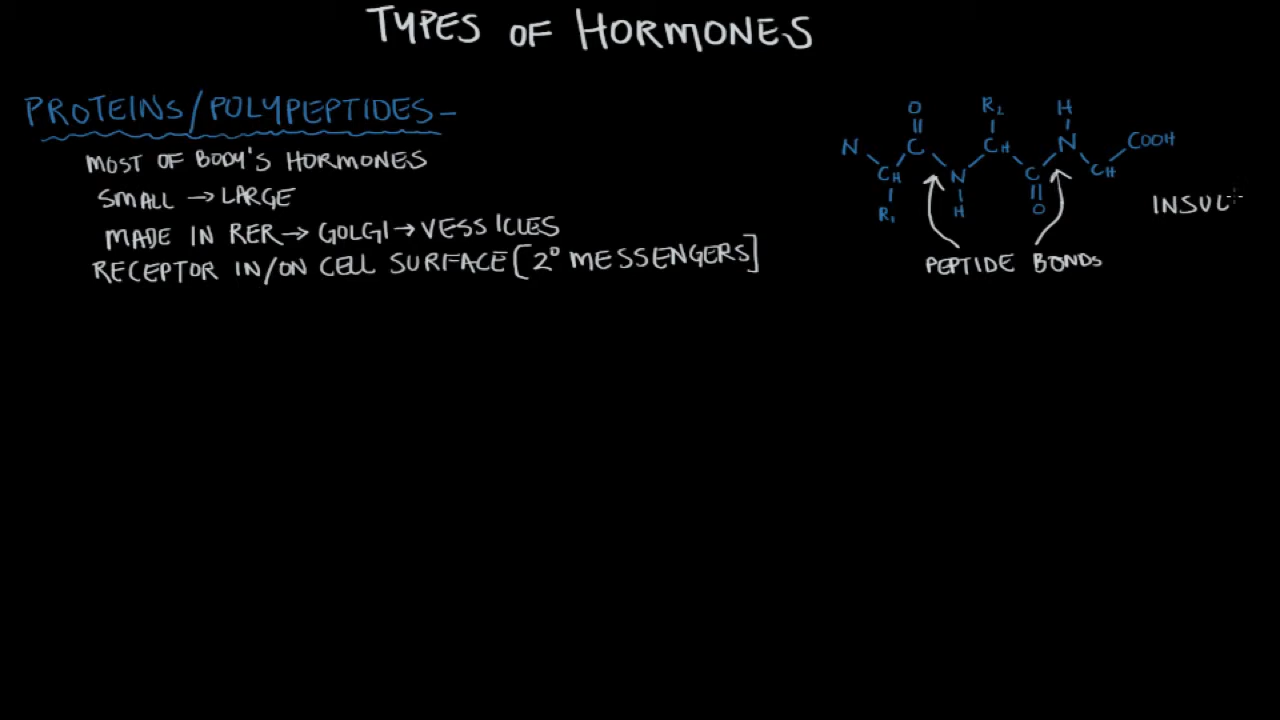 TYPES OF HORMONES
PROTEINS/POLYPEPTIDES-
MOST OF BODY'S HORMONES
SMALL → LARGE
MADE IN RER → GOLGI → VESSICLES
RECEPTOR IN/ON CELL SURFACE [2° MESSENGERS]
O R2 H
N C CH N COOH
CH N C CH
R1 H O
PEPTIDE BONDS
INSUL